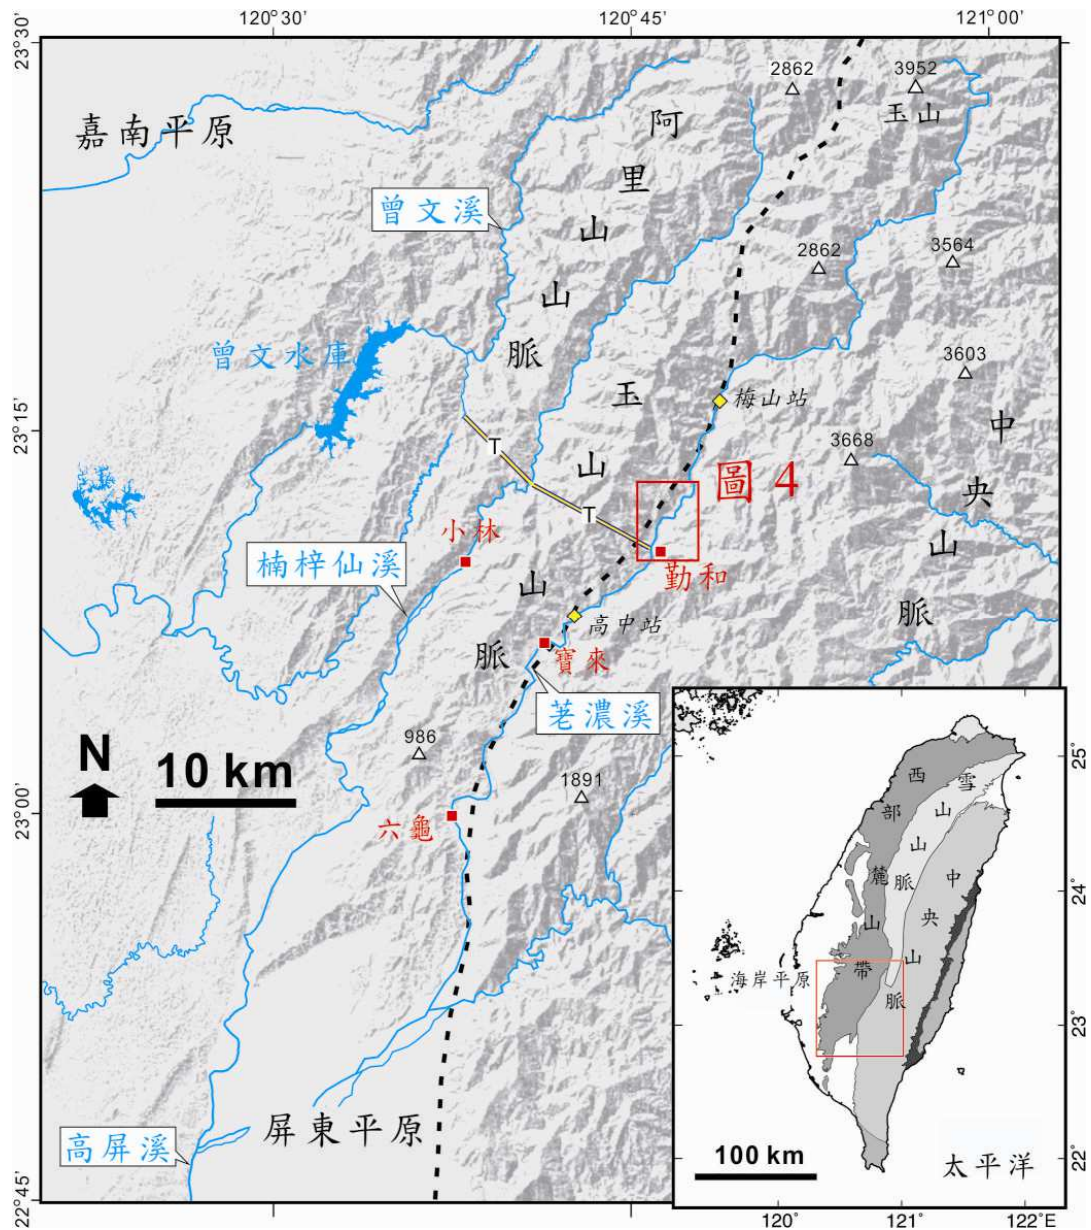 120°30'
120°45'
121°00'
23°30'
2862
3952
玉山
嘉南平原
阿里山山脈
曾文溪
2862
3564
曾文水庫
3603
玉山山脈
梅山站
23°15'
中央山脈
3668
T
圖 4
T
小林
勤和
楠梓仙溪
高中站
寶來
荖濃溪
986
N
10 km
1891
23°00'
六龜
屏東平原
高屏溪
22°45'
西部麓山帶
雪山山脈
中央山脈
海岸平原
100 km
太平洋
25°
24°
23°
22°
120°
121°
122°E